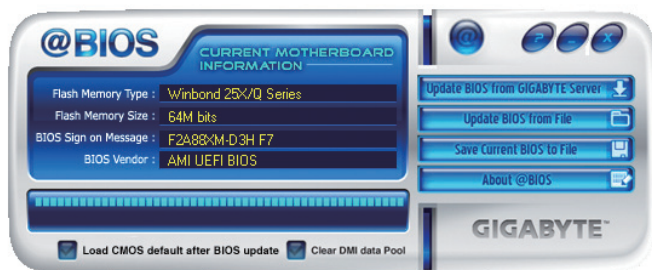 @BIOS
CURRENT MOTHERBOARD
INFORMATION
Flash Memory Type : Winbond 25X/Q Series
Flash Memory Size : 64M bits
BIOS Sign on Message : F2A88XM-D3H F7
BIOS Vendor : AMI UEFI BIOS
Load CMOS default after BIOS update
Clear DMI data Pool
@ ? – X
Update BIOS from GIGABYTE Server
Update BIOS from File
Save Current BIOS to File
About @BIOS
GIGABYTE™